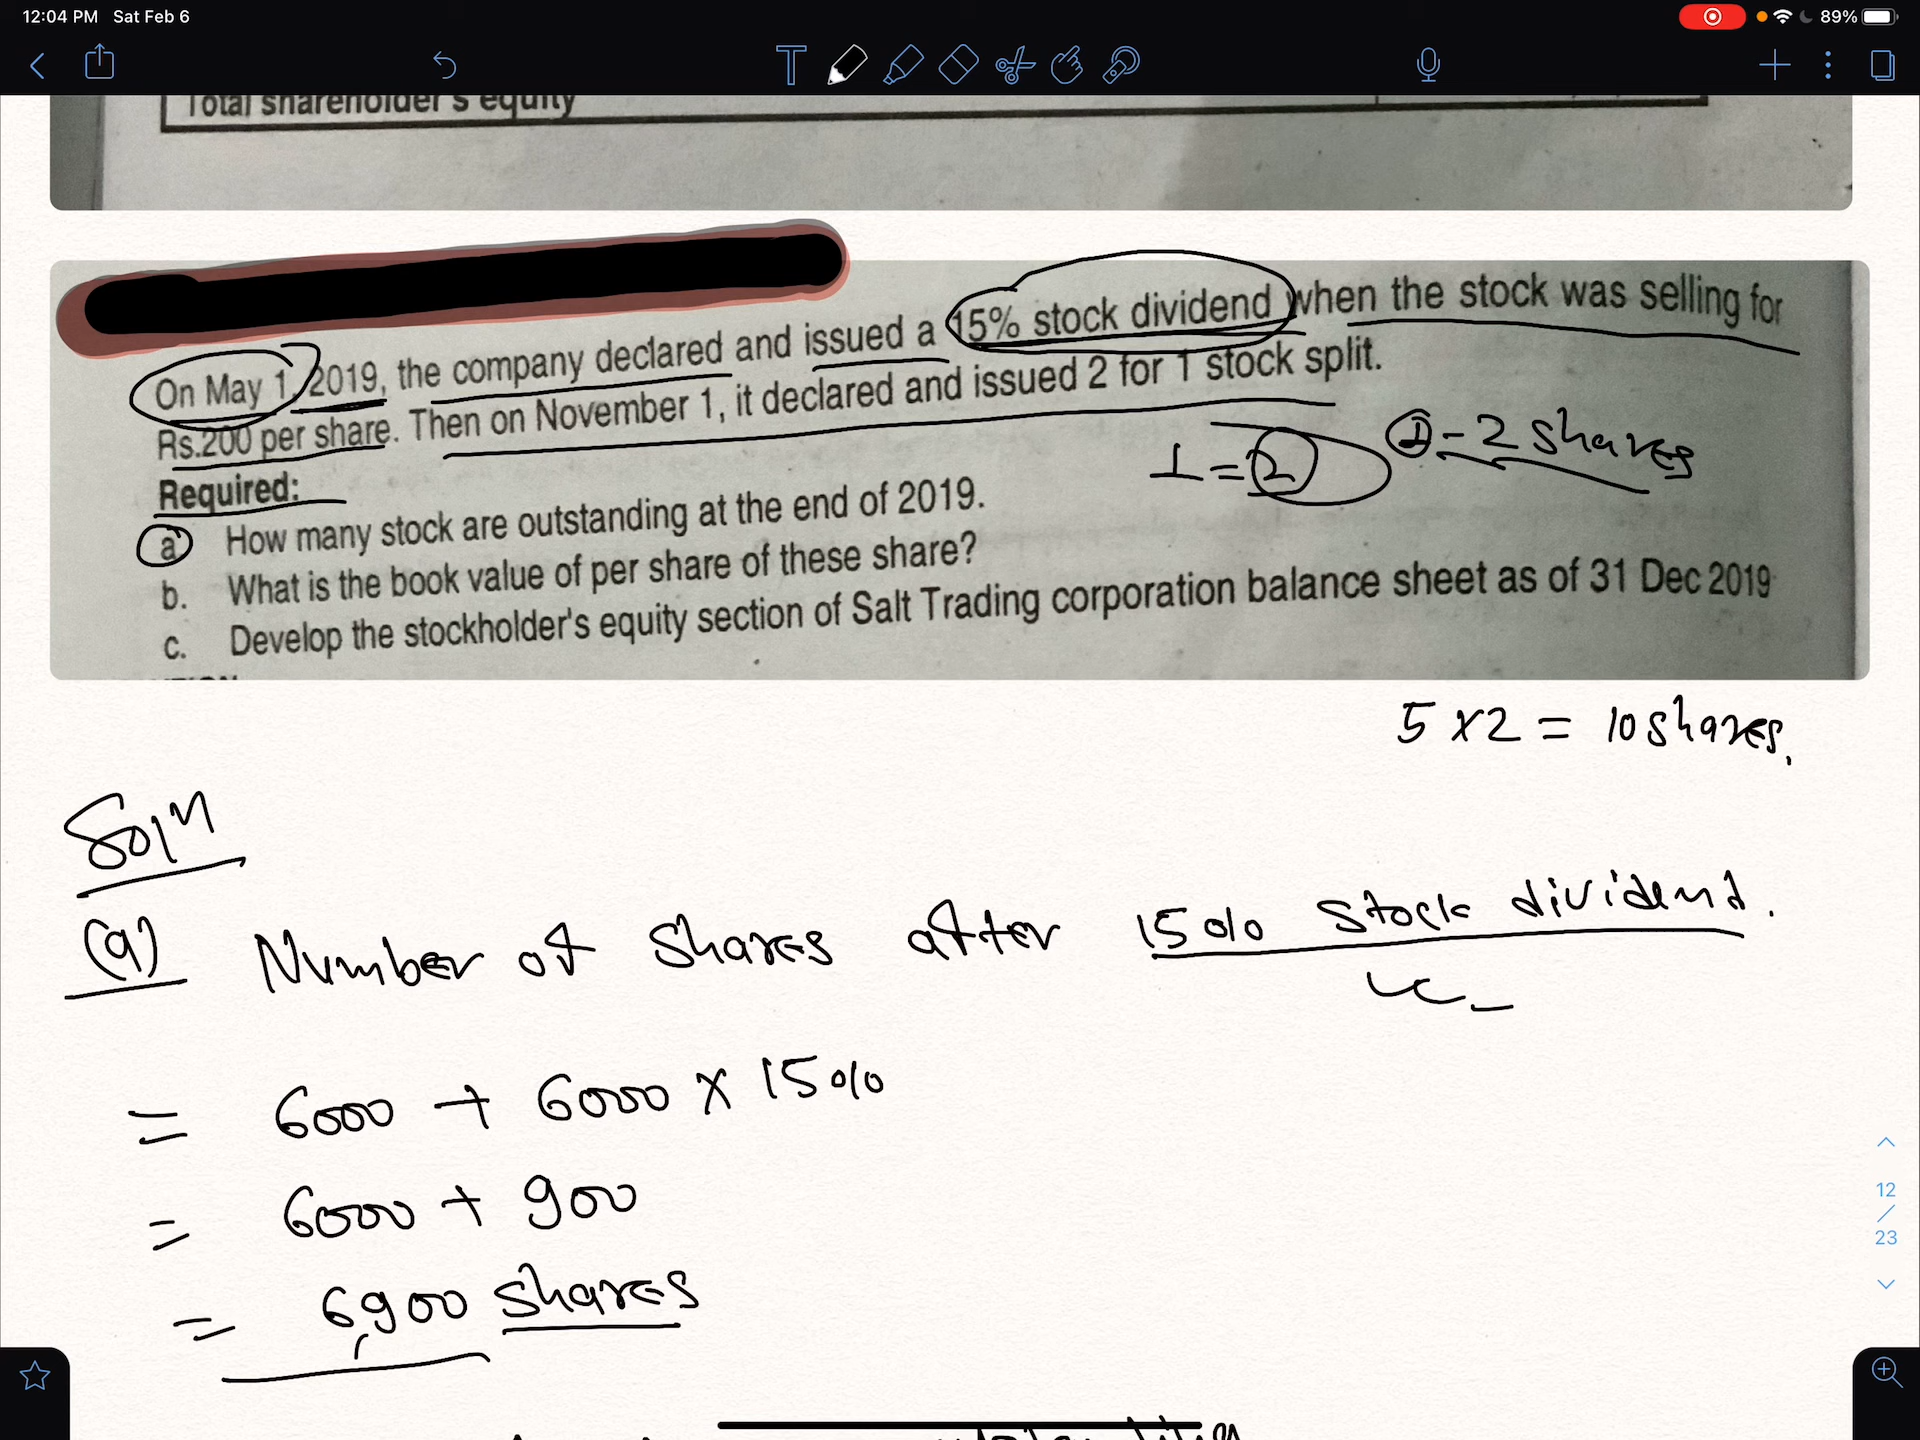 12:04 PM Sat Feb 6
89%
Total shareholder's equity
On May 1, 2019, the company declared and issued a 15% stock dividend when the stock was selling for
Rs.200 per share. Then on November 1, it declared and issued 2 for 1 stock split.
1 = 2
1 - 2 shares
Required:
a. How many stock are outstanding at the end of 2019.
b. What is the book value of per share of these share?
c. Develop the stockholder's equity section of Salt Trading corporation balance sheet as of 31 Dec 2019
5 x 2 = 10 shares.
Soln
(a) Number of shares after 15% stock dividend.
= 6000 + 6000 x 15%
= 6000 + 900
= 6,900 shares
12
/
23